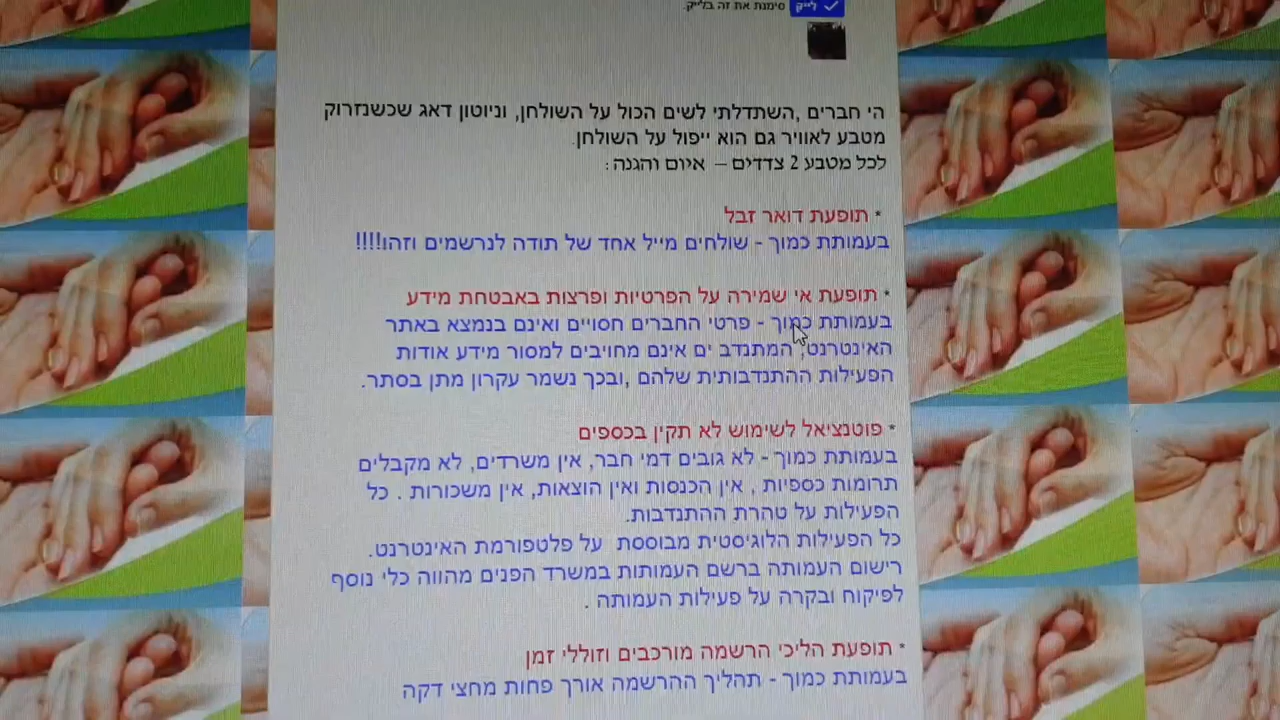 לייק סימנת את זה בלייק.
הי חברים ,השתדלתי לשים הכול על השולחן, וניוטון דאג שכשנזרוק
מטבע לאוויר גם הוא ייפול על השולחן.
לכל מטבע 2 צדדים – איום והגנה :
* תופעת דואר זבל
בעמותת כמוך - שולחים מייל אחד של תודה לנרשמים וזהו!!!!
* תופעת אי שמירה על הפרטיות ופרצות באבטחת מידע
בעמותת כמוך - פרטי החברים חסויים ואינם בנמצא באתר
האינטרנט, המתנדב ים אינם מחויבים למסור מידע אודות
הפעילות ההתנדבותית שלהם ,ובכך נשמר עקרון מתן בסתר.
* פוטנציאל לשימוש לא תקין בכספים
בעמותת כמוך - לא גובים דמי חבר, אין משרדים, לא מקבלים
תרומות כספיות , אין הכנסות ואין הוצאות, אין משכורות . כל
הפעילות על טהרת ההתנדבות.
כל הפעילות הלוגיסטית מבוססת על פלטפורמת האינטרנט.
רישום העמותה ברשם העמותות במשרד הפנים מהווה כלי נוסף
לפיקוח ובקרה על פעילות העמותה .
* תופעת הליכי הרשמה מורכבים וזוללי זמן
בעמותת כמוך - תהליך ההרשמה אורך פחות מחצי דקה